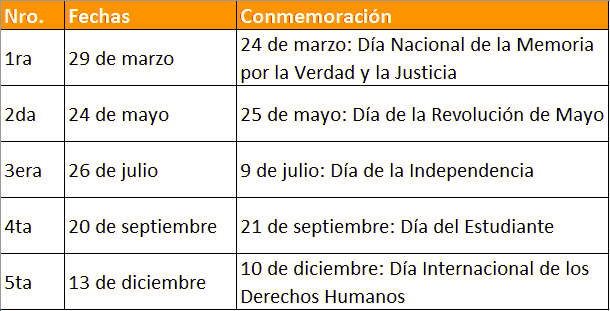 Nro. Fechas Conmemoración
1ra 29 de marzo 24 de marzo: Día Nacional de la Memoria
por la Verdad y la Justicia
2da 24 de mayo 25 de mayo: Día de la Revolución de Mayo
3era 26 de julio 9 de julio: Día de la Independencia
4ta 20 de septiembre 21 de septiembre: Día del Estudiante
5ta 13 de diciembre 10 de diciembre: Día Internacional de los
Derechos Humanos